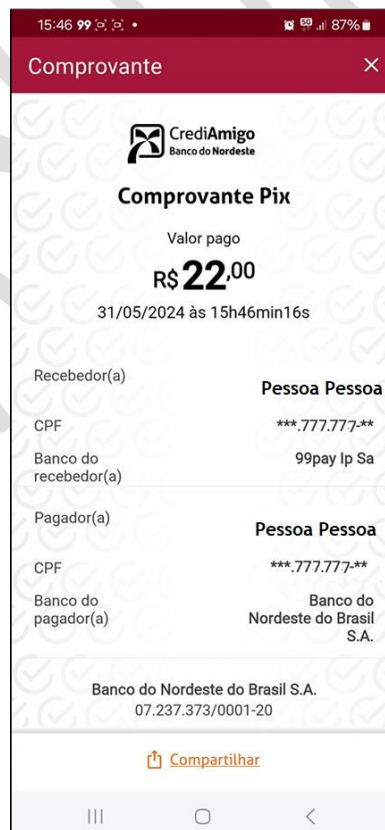 15:46 99 87%
Comprovante
CrediAmigo
Banco do Nordeste
Comprovante Pix
Valor pago
R$ 22,00
31/05/2024 às 15h46min16s
Recebedor(a) Pessoa Pessoa
CPF ***.777.777-**
Banco do recebedor(a) 99pay Ip Sa
Pagador(a) Pessoa Pessoa
CPF ***.777.777-**
Banco do pagador(a) Banco do
Nordeste do Brasil
S.A.
Banco do Nordeste do Brasil S.A.
07.237.373/0001-20
Compartilhar